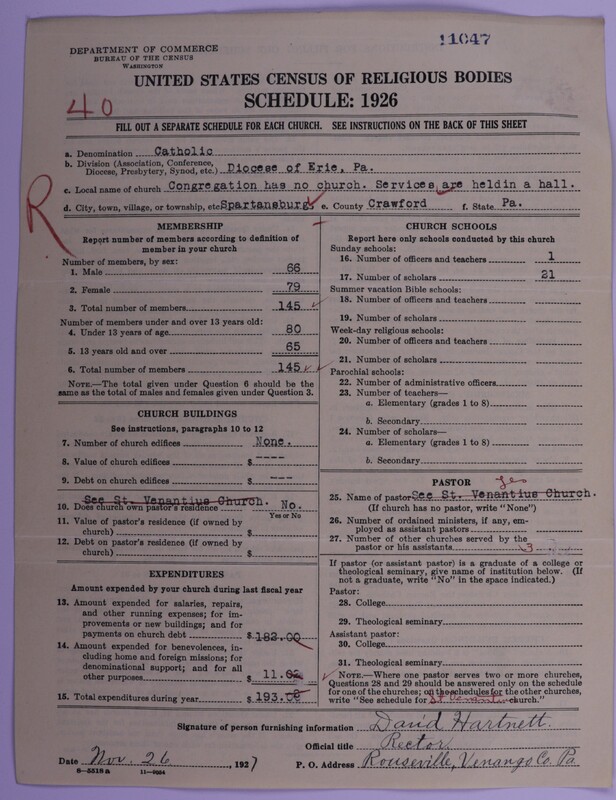 11047
DEPARTMENT OF COMMERCE
BUREAU OF THE CENSUS
WASHINGTON
UNITED STATES CENSUS OF RELIGIOUS BODIES
SCHEDULE: 1926
40
FILL OUT A SEPARATE SCHEDULE FOR EACH CHURCH. SEE INSTRUCTIONS ON THE BACK OF THIS SHEET
R
a. Denomination Catholic
b. Division (Association, Conference, Diocese, Presbytery, Synod, etc.) Diocese of Erie, Pa.
c. Local name of church Congregation has no church. Services are heldin a hall.
d. City, town, village, or township, etc. Spartansburg e. County Crawford f. State Pa.
MEMBERSHIP
Report number of members according to definition of
member in your church
Number of members, by sex:
1. Male 66
2. Female 79
3. Total number of members 145
Number of members under and over 13 years old:
4. Under 13 years of age 80
5. 13 years old and over 65
6. Total number of members 145
NOTE.—The total given under Question 6 should be the
same as the total of males and females given under Question 3.
CHURCH BUILDINGS
See instructions, paragraphs 10 to 12
7. Number of church edifices None.
8. Value of church edifices $ ----
9. Debt on church edifices $ ---
See St. Venantius Church.
10. Does church own pastor's residence No.
Yes or No
11. Value of pastor's residence (if owned by
church) $
12. Debt on pastor's residence (if owned by
church) $
EXPENDITURES
Amount expended by your church during last fiscal year
13. Amount expended for salaries, repairs,
and other running expenses; for im-
provements or new buildings; and for
payments on church debt $ 182.00
14. Amount expended for benevolences, in-
cluding home and foreign missions; for
denominational support; and for all
other purposes $ 11.
15. Total expenditures during year $ 193.
CHURCH SCHOOLS
Report here only schools conducted by this church
Sunday schools:
16. Number of officers and teachers 1
17. Number of scholars 21
Summer vacation Bible schools:
18. Number of officers and teachers
19. Number of scholars
Week-day religious schools:
20. Number of officers and teachers
21. Number of scholars
Parochial schools:
22. Number of administrative officers
23. Number of teachers—
a. Elementary (grades 1 to 8)
b. Secondary
24. Number of scholars—
a. Elementary (grades 1 to 8)
b. Secondary
PASTOR yes
25. Name of pastor See St. Venantius Church.
(If church has no pastor, write "None")
26. Number of ordained ministers, if any, em-
ployed as assistant pastors
27. Number of other churches served by the
pastor or his assistants 3
If pastor (or assistant pastor) is a graduate of a college or
theological seminary, give name of institution below. (If
not a graduate, write "No" in the space indicated.)
Pastor:
28. College
29. Theological seminary
Assistant pastor:
30. College
31. Theological seminary
NOTE.—Where one pastor serves two or more churches,
Questions 28 and 29 should be answered only on the schedule
for one of the churches; on the schedules for the other churches,
write "See schedule for St. Venantius church."
Signature of person furnishing information David Hartnett.
Official title Rector
Date Nov. 26, 1927 P. O. Address Rouseville, Venango Co. Pa
8—5518a 11—9094